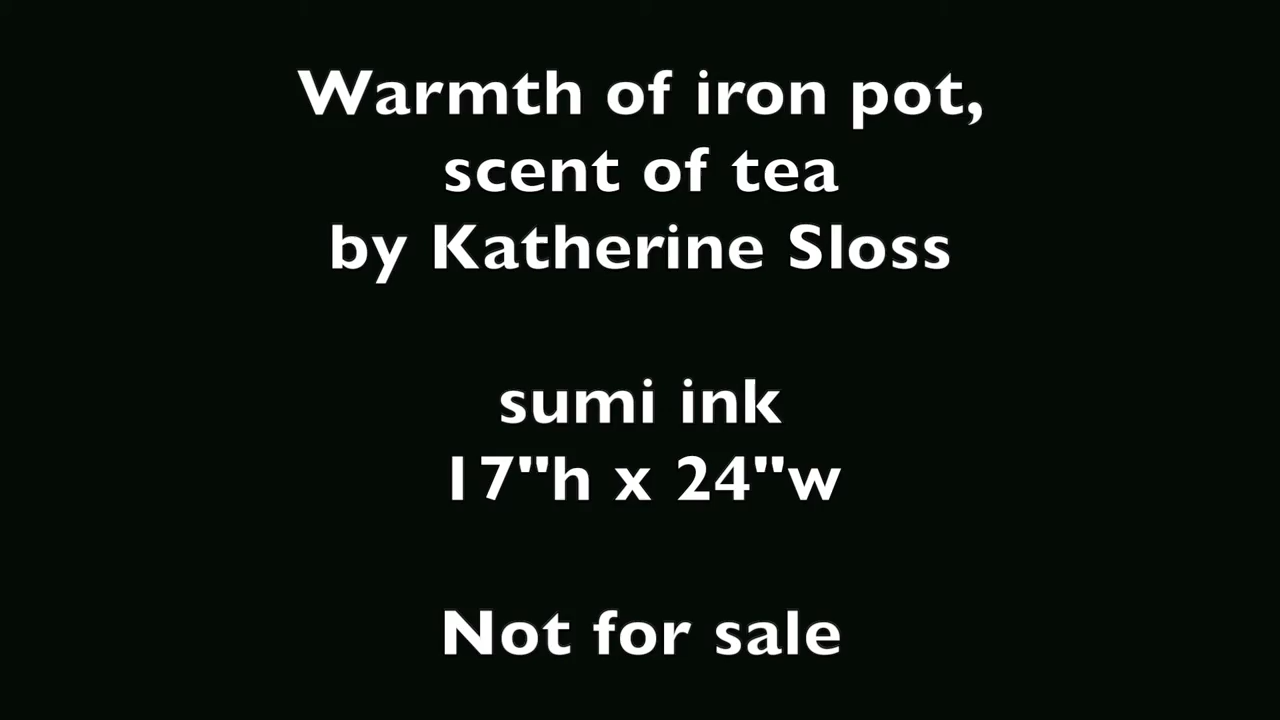 Warmth of iron pot,
scent of tea
by Katherine Sloss
sumi ink
17"h x 24"w
Not for sale